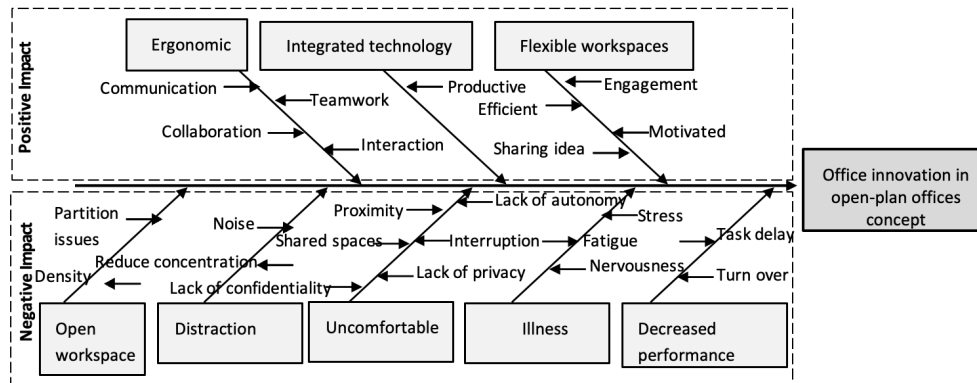 Positive Impact
Ergonomic
Integrated technology
Flexible workspaces
Communication
Teamwork
Collaboration
Interaction
Productive
Efficient
Engagement
Motivated
Sharing idea
Office innovation in
open-plan offices
concept
Negative Impact
Partition
issues
Density
Noise
Reduce concentration
Proximity
Lack of autonomy
Shared spaces
Interruption
Lack of confidentiality
Lack of privacy
Stress
Fatigue
Nervousness
Task delay
Turn over
Open
workspace
Distraction
Uncomfortable
Illness
Decreased
performance